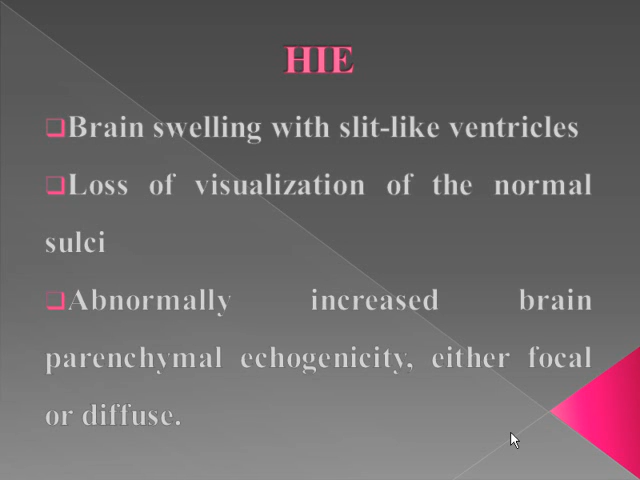 HIE
❑Brain swelling with slit-like ventricles
❑Loss of visualization of the normal
sulci
❑Abnormally increased brain
parenchymal echogenicity, either focal
or diffuse.